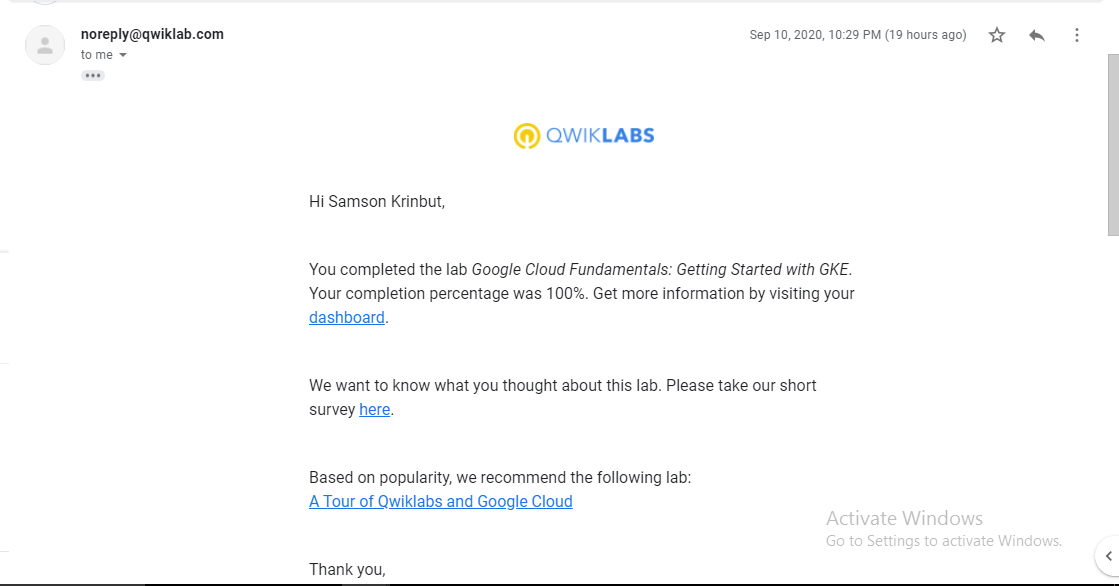 noreply@qwiklab.com
Sep 10, 2020, 10:29 PM (19 hours ago)
to me
QWIKLABS
Hi Samson Krinbut,
You completed the lab Google Cloud Fundamentals: Getting Started with GKE.
Your completion percentage was 100%. Get more information by visiting your
dashboard.
We want to know what you thought about this lab. Please take our short
survey here.
Based on popularity, we recommend the following lab:
A Tour of Qwiklabs and Google Cloud
Activate Windows
Go to Settings to activate Windows.
Thank you,